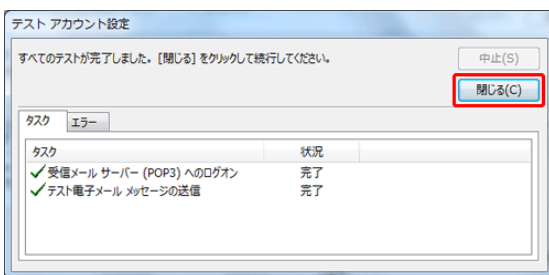 テスト アカウント設定
すべてのテストが完了しました。[閉じる] をクリックして続行してください。
中止(S)
閉じる(C)
タスク エラー
タスク 状況
受信メール サーバー (POP3) へのログオン 完了
テスト電子メール メッセージの送信 完了